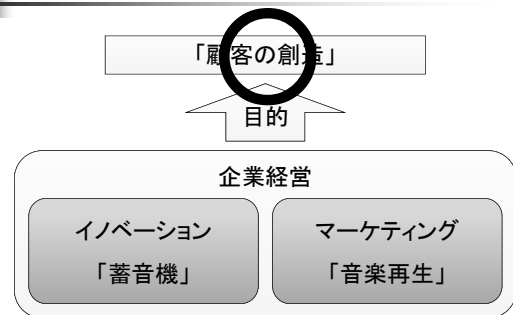 「顧客の創造」
目的
企業経営
イノベーション
「蓄音機」
マーケティング
「音楽再生」